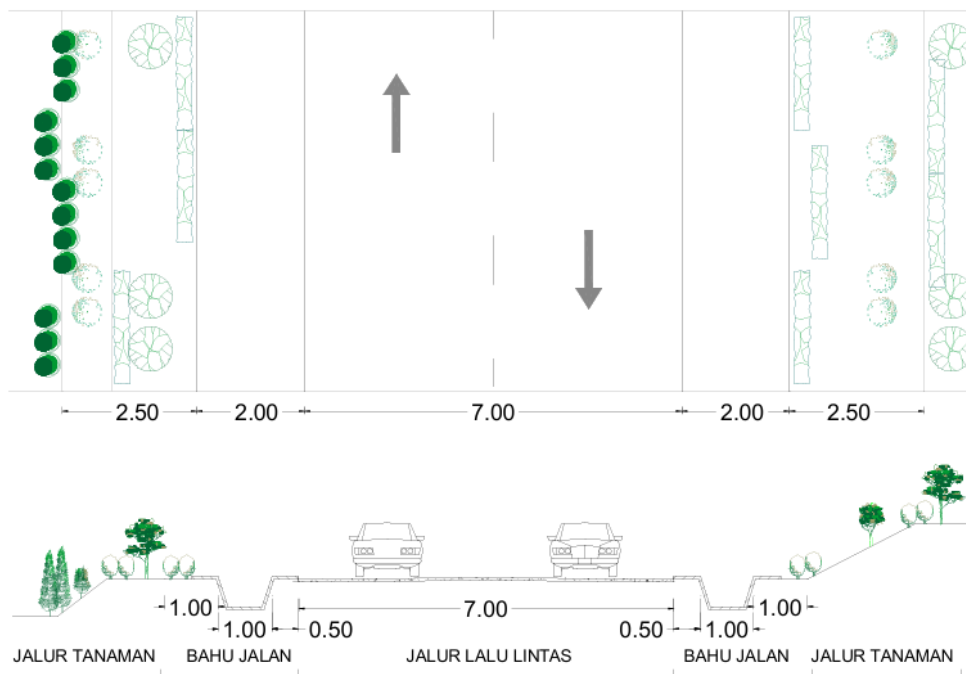 2.50 2.00 7.00 2.00 2.50
1.00 7.00 1.00
1.00 0.50 0.50 1.00
JALUR TANAMAN BAHU JALAN JALUR LALU LINTAS BAHU JALAN JALUR TANAMAN